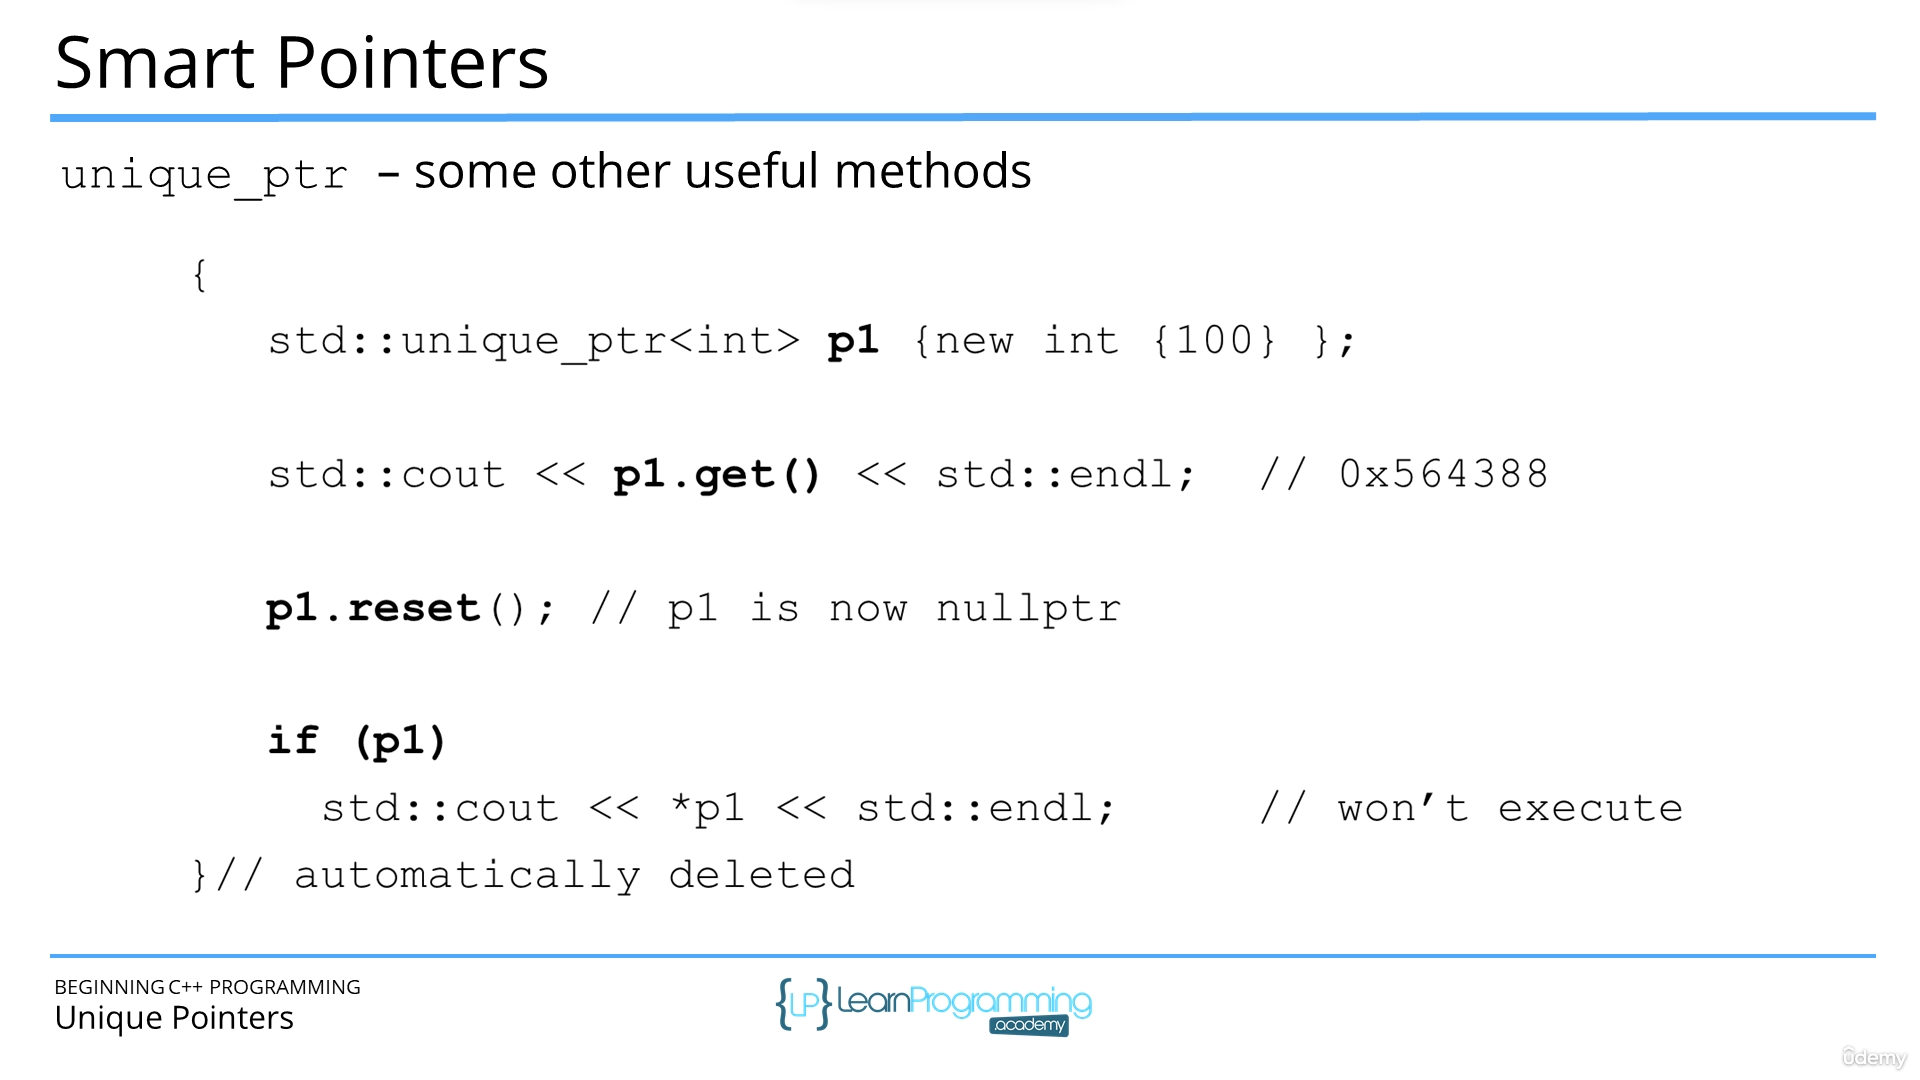 Smart Pointers
unique_ptr – some other useful methods
{
std::unique_ptr<int> p1 {new int {100} };
std::cout << p1.get() << std::endl; // 0x564388
p1.reset(); // p1 is now nullptr
if (p1)
std::cout << *p1 << std::endl; // won’t execute
}// automatically deleted
BEGINNING C++ PROGRAMMING
Unique Pointers
{LP} LearnProgramming
.academy
ûdemy